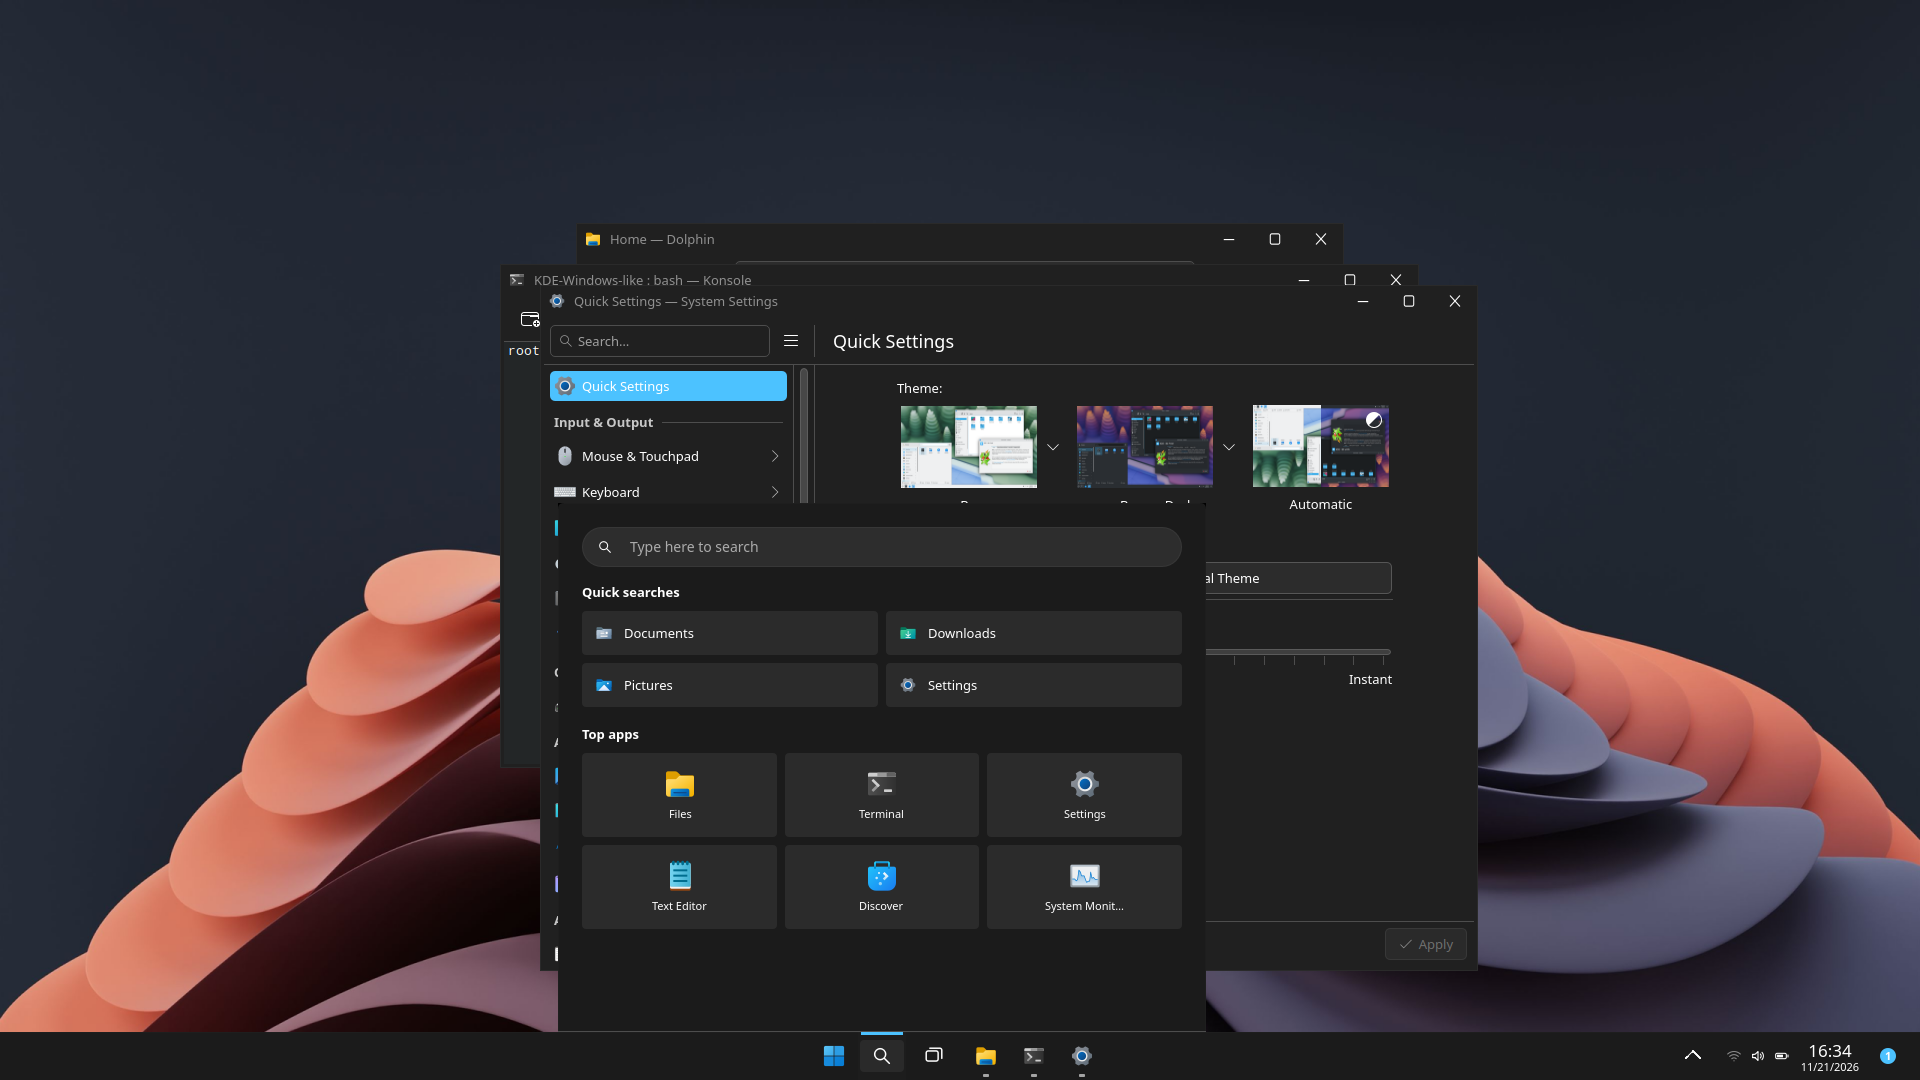 Home — Dolphin
KDE-Windows-like : bash — Konsole
Quick Settings — System Settings
root
Search...
Quick Settings
Quick Settings
Theme:
Input & Output
Mouse & Touchpad
Keyboard
Automatic
Type here to search
al Theme
Quick searches
Documents
Downloads
Pictures
Settings
Instant
Top apps
Files
Terminal
Settings
Text Editor
Discover
System Monit...
Apply
16:34
11/21/2026
1